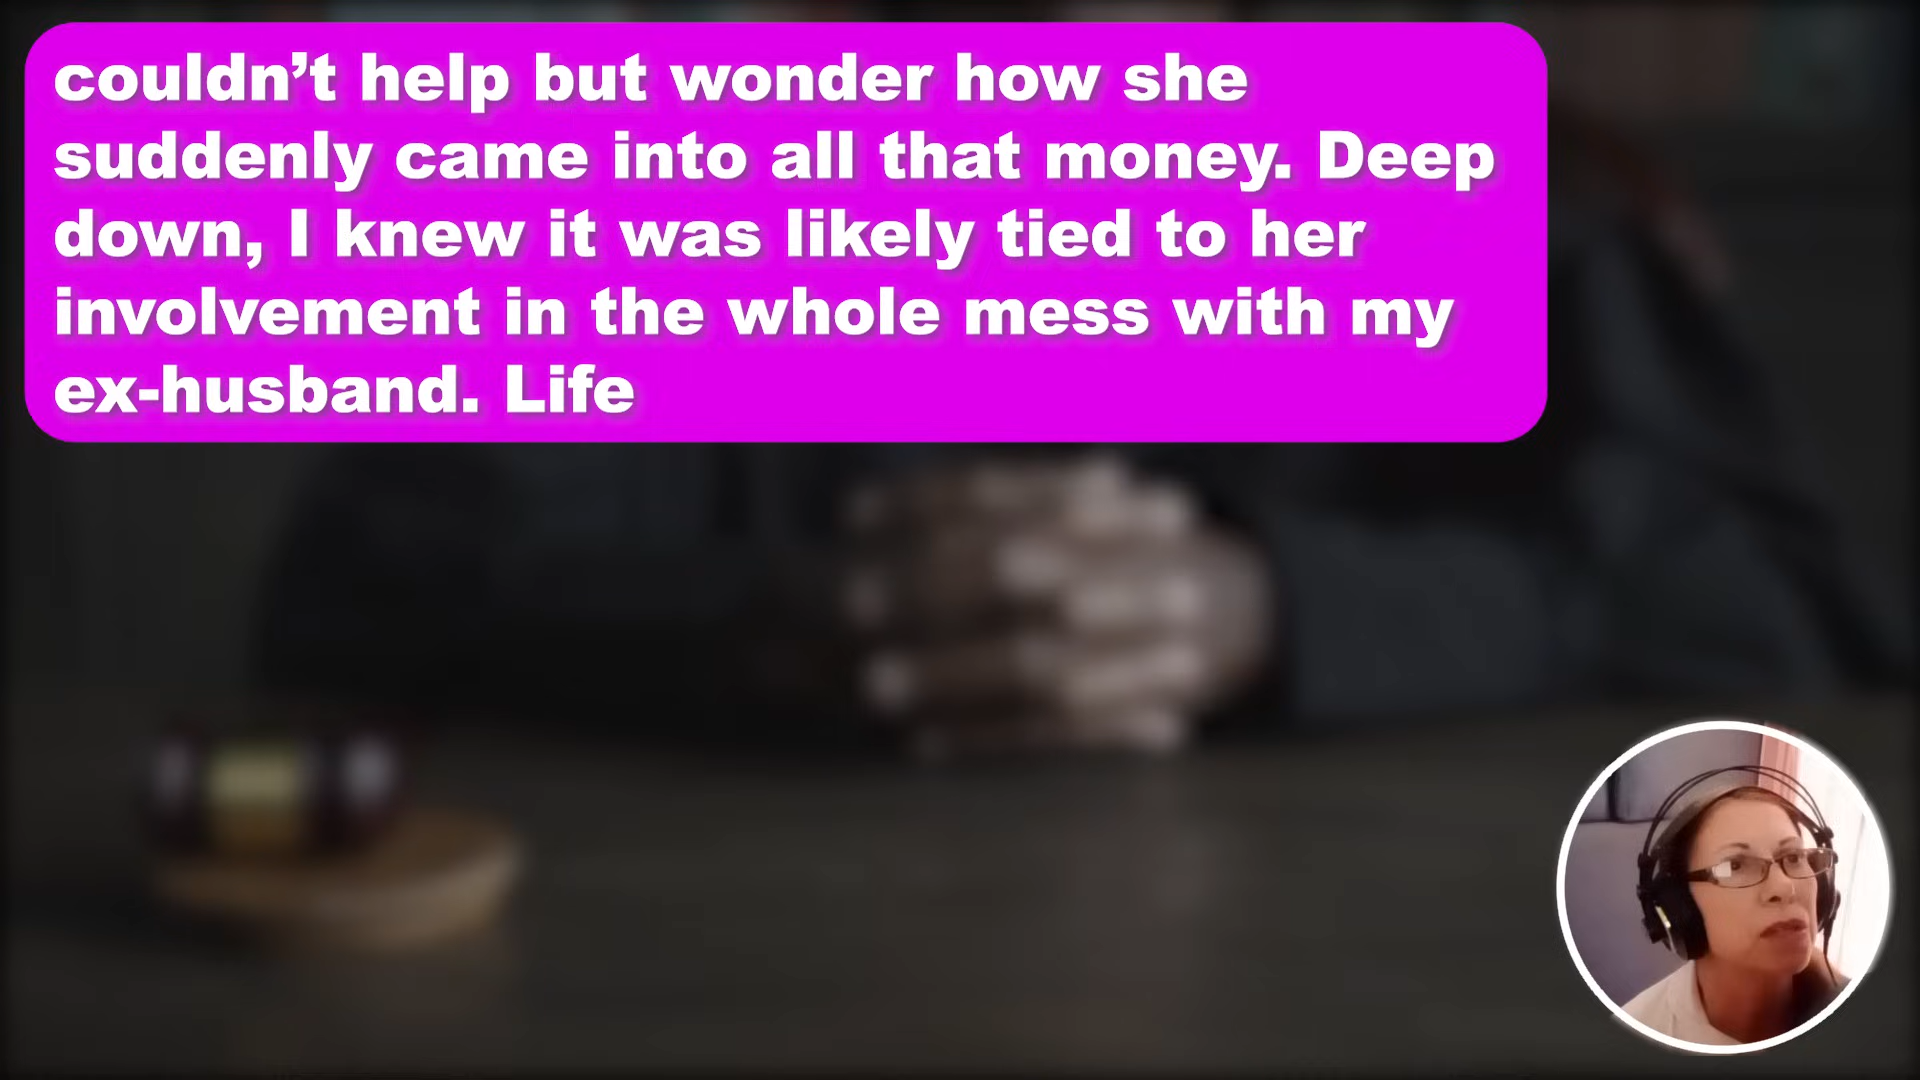 couldn’t help but wonder how she
suddenly came into all that money. Deep
down, I knew it was likely tied to her
involvement in the whole mess with my
ex-husband. Life